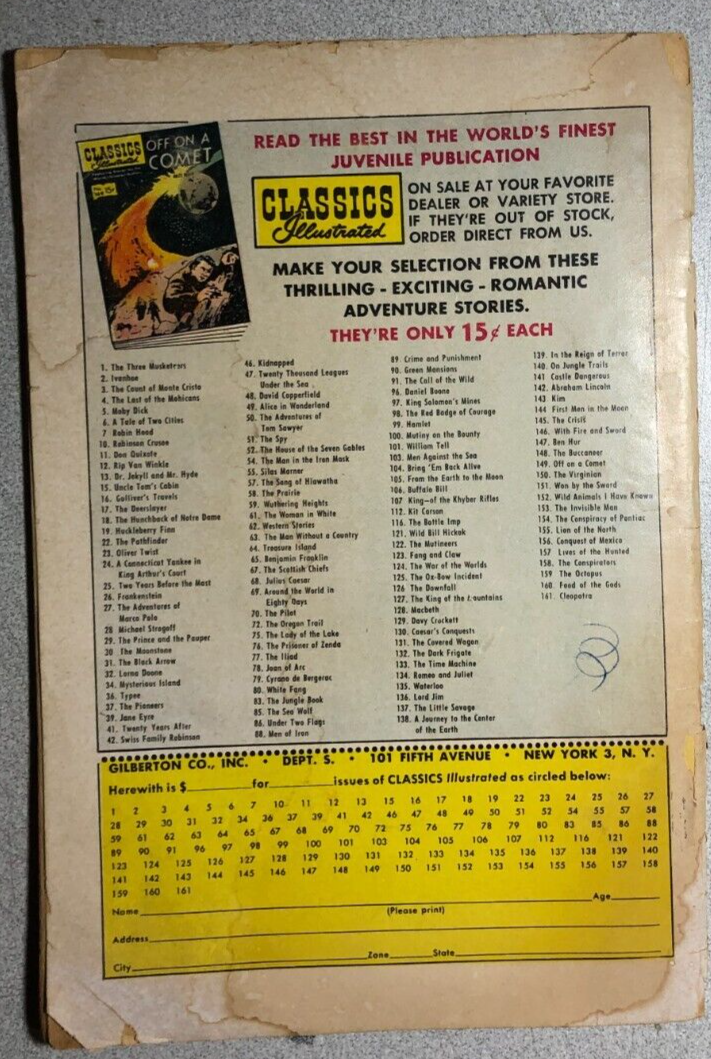 CLASSICS
Illustrated
OFF ON A
COMET
READ THE BEST IN THE WORLD'S FINEST
JUVENILE PUBLICATION
CLASSICS
Illustrated
ON SALE AT YOUR FAVORITE
DEALER OR VARIETY STORE.
IF THEY'RE OUT OF STOCK,
ORDER DIRECT FROM US.
MAKE YOUR SELECTION FROM THESE
THRILLING - EXCITING - ROMANTIC
ADVENTURE STORIES.
THEY'RE ONLY 15¢ EACH
1. The Three Musketeers
2. Ivanhoe
3. The Count of Monte Cristo
4. The Last of the Mohicans
5. Moby Dick
6. A Tale of Two Cities
7 Robin Hood
10. Robinson Crusoe
11. Don Quixote
12. Rip Van Winkle
13. Dr. Jekyll and Mr. Hyde
15. Uncle Tom's Cabin
16. Gulliver's Travels
17. The Deerslayer
18. The Hunchback of Notre Dame
19. Huckleberry Finn
22. The Pathfinder
23. Oliver Twist
24. A Connecticut Yankee in
King Arthur's Court
25. Two Years Before the Mast
26. Frankenstein
27. The Adventures of
Marco Polo
28 Michael Strogoff
29. The Prince and the Pauper
30 The Moonstone
31. The Black Arrow
32. Lorna Doone
34. Mysterious Island
36. Typee
37. The Pioneers
39. Jane Eyre
41. Twenty Years After
42. Swiss Family Robinson
46. Kidnapped
47. Twenty Thousand Leagues
Under the Sea
48. David Copperfield
49. Alice in Wonderland
50. The Adventures of
Tom Sawyer
51. The Spy
52. The House of the Seven Gables
54. The Man in the Iron Mask
55. Silas Marner
57. The Song of Hiawatha
58. The Prairie
59. Wuthering Heights
61. The Woman in White
62. Western Stories
63. The Man Without a Country
64. Treasure Island
65. Benjamin Franklin
67. The Scottish Chiefs
68. Julius Caesar
69. Around the World in
Eighty Days
70. The Pilot
72. The Oregon Trail
75. The Lady of the Lake
76. The Prisoner of Zenda
77. The Iliad
78. Joan of Arc
79. Cyrano de Bergerac
80. White Fang
83. The Jungle Book
85. The Sea Wolf
86. Under Two Flags
88. Men of Iron
89. Crime and Punishment
90. Green Mansions
91. The Call of the Wild
96. Daniel Boone
97. King Solomon's Mines
98. The Red Badge of Courage
99. Hamlet
100. Mutiny on the Bounty
101. William Tell
103. Men Against the Sea
104. Bring 'Em Back Alive
105. From the Earth to the Moon
106. Buffalo Bill
107. King—of the Khyber Rifles
112. Kit Carson
116. The Bottle Imp
121. Wild Bill Hickok
122. The Mutineers
123. Fang and Claw
124. The War of the Worlds
125. The Ox-Bow Incident
126 The Downfall
127. The King of the Mountains
128. Macbeth
129. Davy Crockett
130. Caesar's Conquests
131. The Covered Wagon
132. The Dark Frigate
133. The Time Machine
134. Romeo and Juliet
135. Waterloo
136. Lord Jim
137. The Little Savage
138. A Journey to the Center
of the Earth
139. In the Reign of Terror
140. On Jungle Trails
141 Castle Dangerous
142. Abraham Lincoln
143 Kim
144 First Men in the Moon
145. The Crisis
146. With Fire and Sword
147. Ben Hur
148. The Buccaneer
149. Off on a Comet
150. The Virginian
151. Won by the Sword
152. Wild Animals I Have Known
153. The Invisible Man
154. The Conspiracy of Pontiac
155. Lion of the North
156. Conquest of Mexico
157 Lives of the Hunted
158. The Conspirators
159 The Octopus
160. Food of the Gods
161. Cleopatra
GILBERTON CO., INC. • DEPT. S. • 101 FIFTH AVENUE • NEW YORK 3, N. Y.
Herewith is $ for issues of CLASSICS Illustrated as circled below:
1 2 3 4 5 6 7 10 11 12 13 15 16 17 18 19 22 23 24 25 26 27
28 29 30 31 32 34 36 37 39 41 42 46 47 48 49 50 51 52 54 55 57 58
59 61 62 63 64 65 67 68 69 70 72 75 76 77 78 79 80 83 85 86 88
89 90 91 96 97 98 99 100 101 103 104 105 106 107 112 116 121 122
123 124 125 126 127 128 129 130 131 132 133 134 135 136 137 138 139 140
141 142 143 144 145 146 147 148 149 150 151 152 153 154 155 156 157 158
159 160 161
Name Age
(Please print)
Address
City Zone State